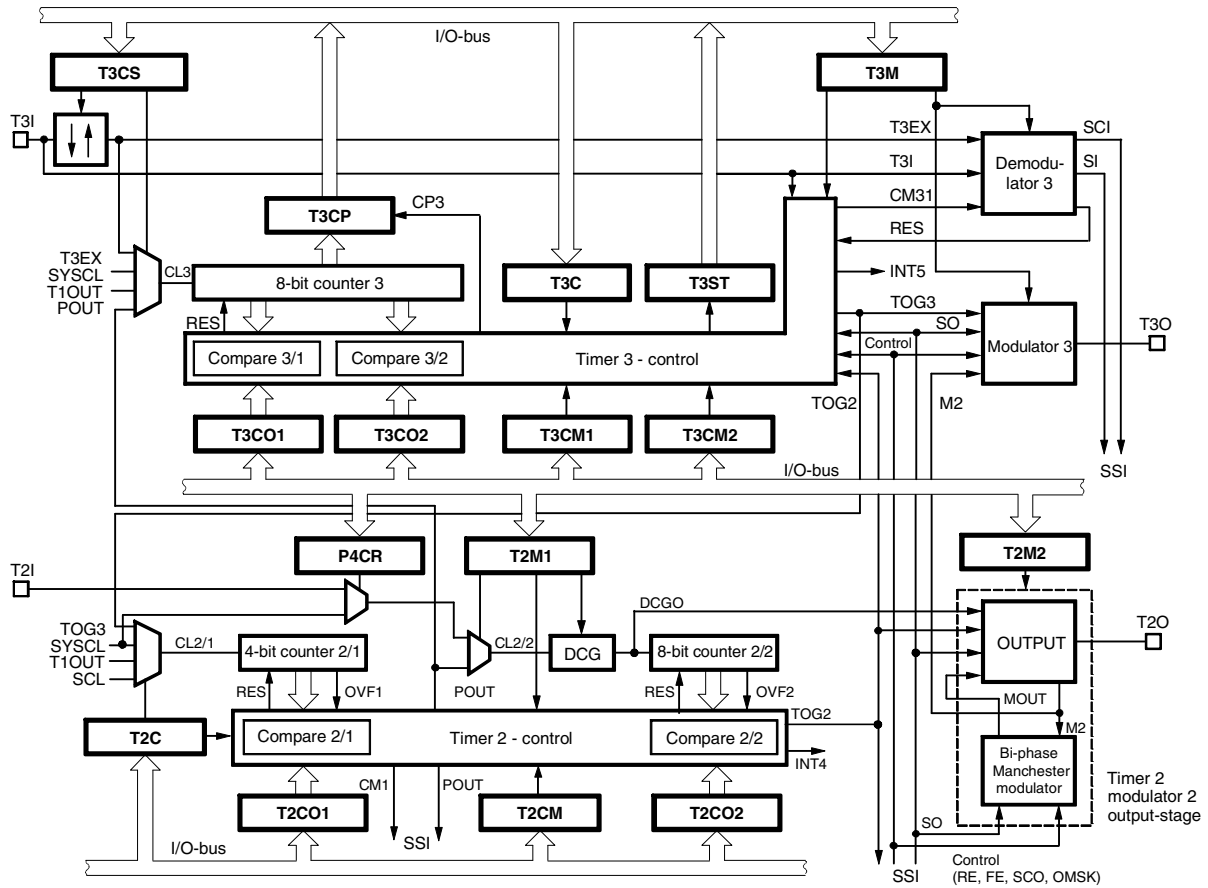 I/O-bus
T3CS
T3M
T3I
T3EX
SCI
T3I
Demodu-
lator 3
SI
T3CP
CP3
CM31
RES
T3EX
SYSCL
T1OUT
POUT
CL3
8-bit counter 3
T3C
T3ST
INT5
TOG3
RES
SO
T3O
Compare 3/1
Compare 3/2
Timer 3 - control
Control
Modulator 3
TOG2
M2
T3CO1
T3CO2
T3CM1
T3CM2
I/O-bus
SSI
P4CR
T2M1
T2M2
T2I
DCGO
TOG3
SYSCL
T1OUT
SCL
CL2/1
4-bit counter 2/1
CL2/2
DCG
8-bit counter 2/2
OUTPUT
T2O
RES
OVF1
POUT
RES
OVF2
MOUT
TOG2
M2
T2C
Compare 2/1
Timer 2 - control
Compare 2/2
INT4
Bi-phase
Manchester
modulator
Timer 2
modulator 2
output-stage
CM1
POUT
T2CO1
T2CM
T2CO2
SSI
SO
I/O-bus
SSI
Control
(RE, FE, SCO, OMSK)